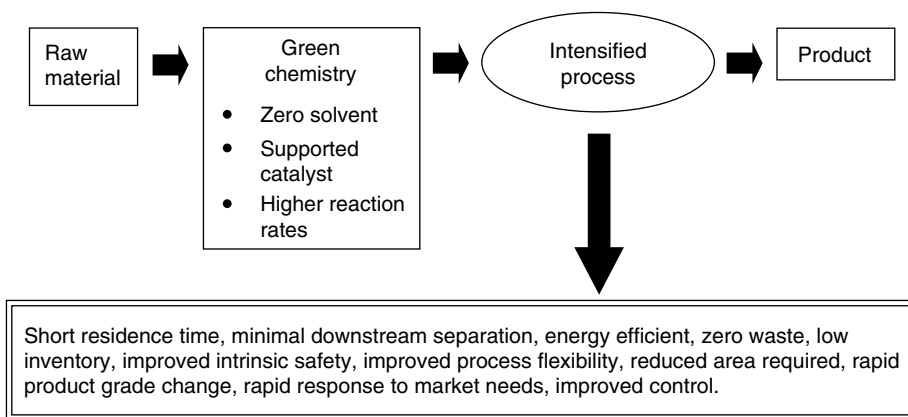 Raw
material
Green
chemistry
• Zero solvent
• Supported
catalyst
• Higher reaction
rates
Intensified
process
Product
Short residence time, minimal downstream separation, energy efficient, zero waste, low
inventory, improved intrinsic safety, improved process flexibility, reduced area required, rapid
product grade change, rapid response to market needs, improved control.